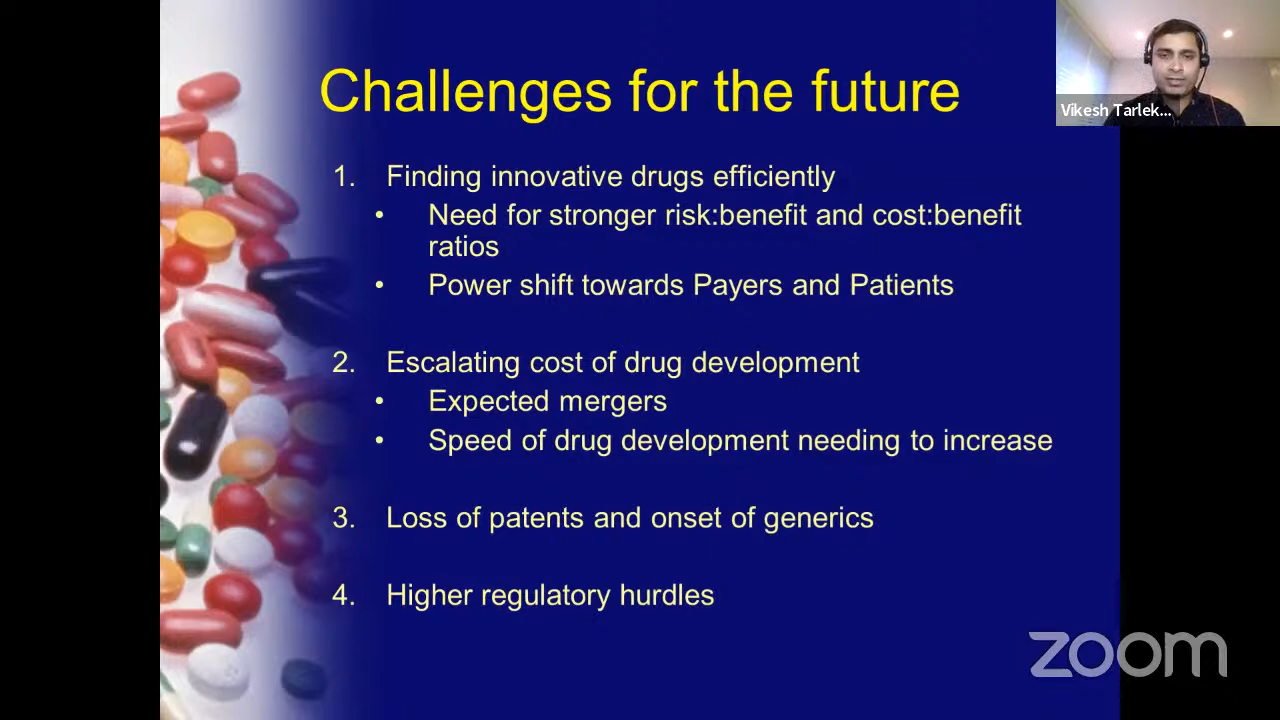 Challenges for the future
Vikesh Tarlek...
1. Finding innovative drugs efficiently
• Need for stronger risk:benefit and cost:benefit
ratios
• Power shift towards Payers and Patients
2. Escalating cost of drug development
• Expected mergers
• Speed of drug development needing to increase
3. Loss of patents and onset of generics
4. Higher regulatory hurdles
zoom